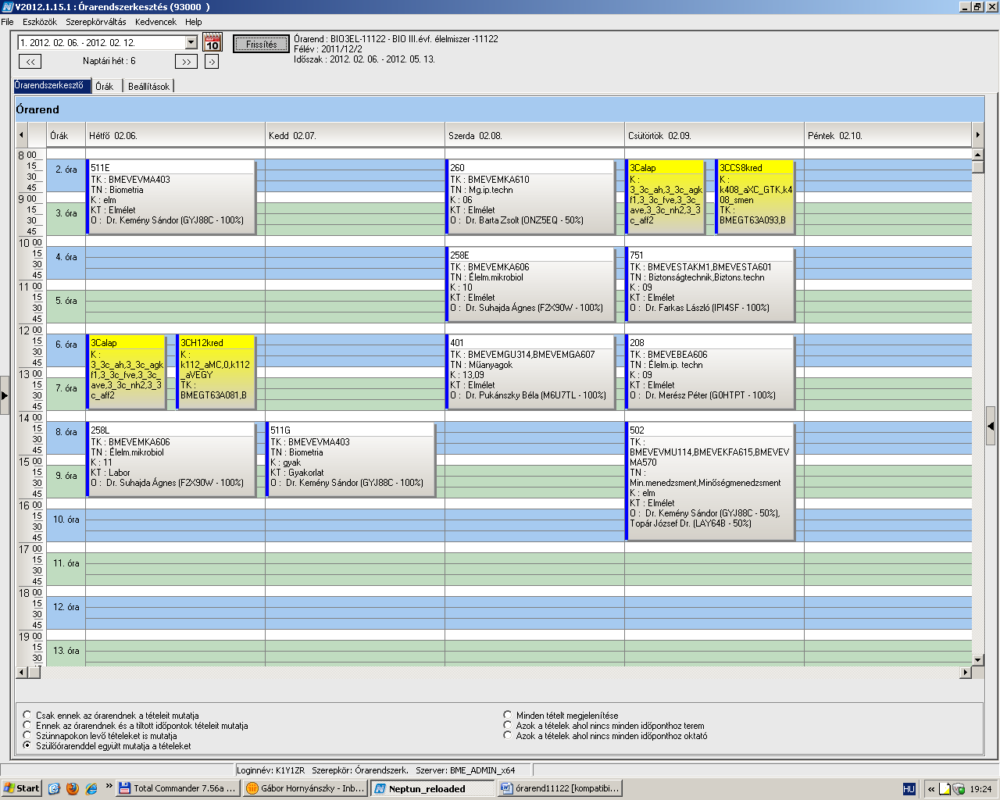 V2012.1.15.1 : Órarendszerkesztés (93000  )
File Eszközök Szerepkörváltás Kedvencek Help
1. 2012. 02. 06. - 2012. 02. 12.
10
Frissítés
<< Naptári hét : 6 >> ->
Órarend : BIO3EL-11122 - BIO III.évf. élelmiszer -11122
Félév : 2011/12/2
Időszak : 2012. 02. 06. - 2012. 05. 13.
Órarendszerkesztő Órák Beállítások
Órarend
Órák Hétfő 02.06. Kedd 02.07. Szerda 02.08. Csütörtök 02.09. Péntek 02.10.
8 00
15
30
45
9 00
15
30
45
10 00
15
30
45
11 00
15
30
45
12 00
15
30
45
13 00
15
30
45
14 00
15
30
45
15 00
15
30
45
16 00
15
30
45
17 00
15
30
45
18 00
15
30
45
19 00
15
30
2. óra
3. óra
4. óra
5. óra
6. óra
7. óra
8. óra
9. óra
10. óra
11. óra
12. óra
13. óra
511E
TK : BMEVEVMA403
TN : Biometria
K : elm
KT : Elmélet
O :  Dr. Kemény Sándor (GYJ88C - 100%)
3Calap
K :
3_3c_ah,3_3c_agk
f1,3_3c_fve,3_3c_
ave,3_3c_nh2,3_3
c_aff2
3CH12kred
K :
k112_aMC,0,k112
_aVEGY
TK :
BMEGT63A081,B
258L
TK : BMEVEMKA606
TN : Élelm.mikrobiol
K : 11
KT : Labor
O :  Dr. Suhajda Ágnes (F2X90W - 100%)
511G
TK : BMEVEVMA403
TN : Biometria
K : gyak
KT : Gyakorlat
O :  Dr. Kemény Sándor (GYJ88C - 100%)
260
TK : BMEVEMKA610
TN : Mg.ip.techn
K : 06
KT : Elmélet
O :  Dr. Barta Zsolt (ONZ5EQ - 50%)
258E
TK : BMEVEMKA606
TN : Élelm.mikrobiol
K : 10
KT : Elmélet
O :  Dr. Suhajda Ágnes (F2X90W - 100%)
401
TK : BMEVEMGU314,BMEVEMGA607
TN : Műanyagok
K : 13,09
KT : Elmélet
O :  Dr. Pukánszky Béla (M6U7TL - 100%)
3Calap
K :
3_3c_ah,3_3c_agk
f1,3_3c_fve,3_3c_
ave,3_3c_nh2,3_3
c_aff2
3CCS8kred
K :
k408_aXC_GTK,k4
08_smen
TK :
BMEGT63A093,B
751
TK : BMEVESTAKM1,BMEVESTA601
TN : Biztonságtechnik,Biztons.techn
K : 09
KT : Elmélet
O :  Dr. Farkas László (IPI4SF - 100%)
208
TK : BMEVEBEA606
TN : Élelm.ip. techn
K : 09
KT : Elmélet
O :  Dr. Merész Péter (G0HTPT - 100%)
502
TK :
BMEVEVMU114,BMEVEKFA615,BMEVEV
MA570
TN :
Min.menedzsment,Minőségmenedzsment
K : elm
KT : Elmélet
O :  Dr. Kemény Sándor (GYJ88C - 50%),
Topár József Dr. (LAY64B - 50%)
Csak ennek az órarendnek a tételeit mutatja
Ennek az órarendnek és a tiltott időpontok tételeit mutatja
Szünnapokon levő tételeket is mutatja
Szülőórarenddel együtt mutatja a tételeket
Minden tételt megjelenítése
Azok a tételek ahol nincs minden időponthoz terem
Azok a tételek ahol nincs minden időponthoz oktató
Loginnév: K1Y1ZR Szerepkör: Órarendszerk. Szerver: BME_ADMIN_x64
Start » Total Commander 7.56a ... Gábor Hornyánszky - Inb... Neptun_reloaded órarend11122 [kompatibi... HU « 19:24